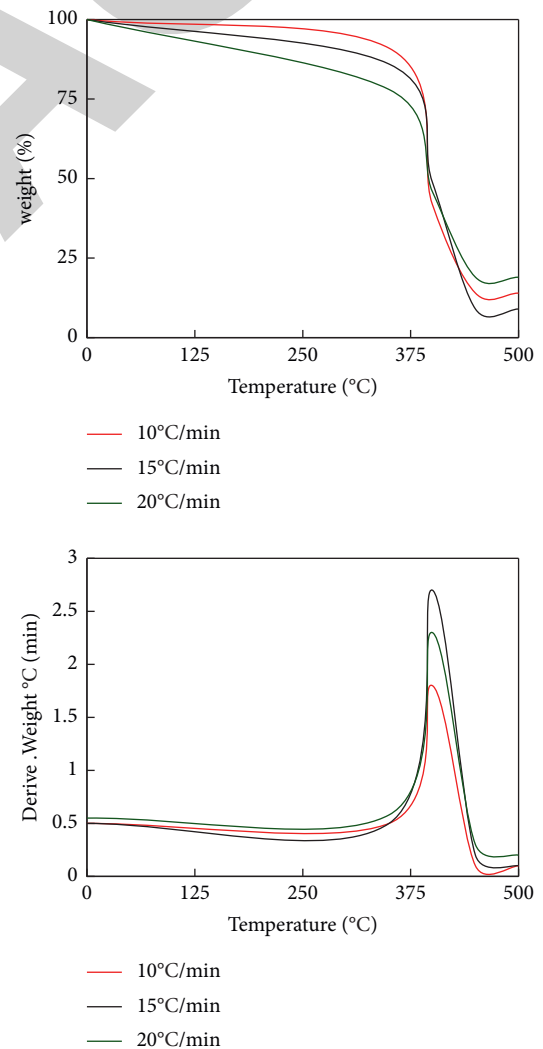 100
75
50
25
0
weight (%)
0 125 250 375 500
Temperature (°C)
10°C/min
15°C/min
20°C/min
3
2.5
2
1.5
1
0.5
0
Derive .Weight °C (min)
0 125 250 375 500
Temperature (°C)
10°C/min
15°C/min
20°C/min